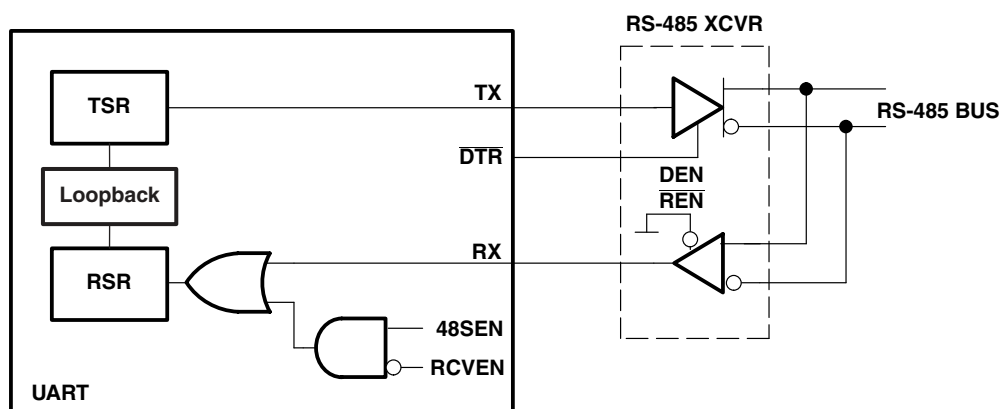 RS-485 XCVR
TSR
TX
RS-485 BUS
DTR
DEN
Loopback
REN
RX
RSR
48SEN
RCVEN
UART